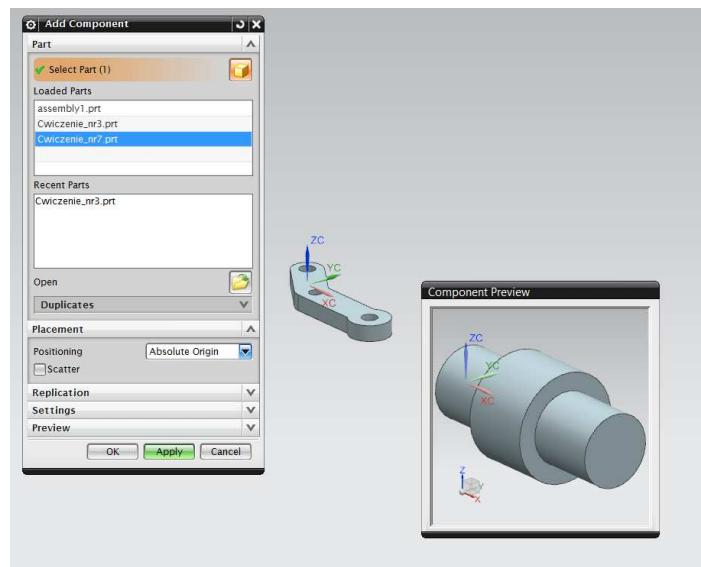 Add Component
Part
Select Part (1)
Loaded Parts
assembly1.prt
Cwiczenie_nr3.prt
Cwiczenie_nr7.prt
Recent Parts
Cwiczenie_nr3.prt
Open
Duplicates
Placement
Positioning Absolute Origin
Scatter
Replication
Settings
Preview
OK Apply Cancel
ZC
YC
XC
Component Preview
ZC
YC
XC
Z
Y
X